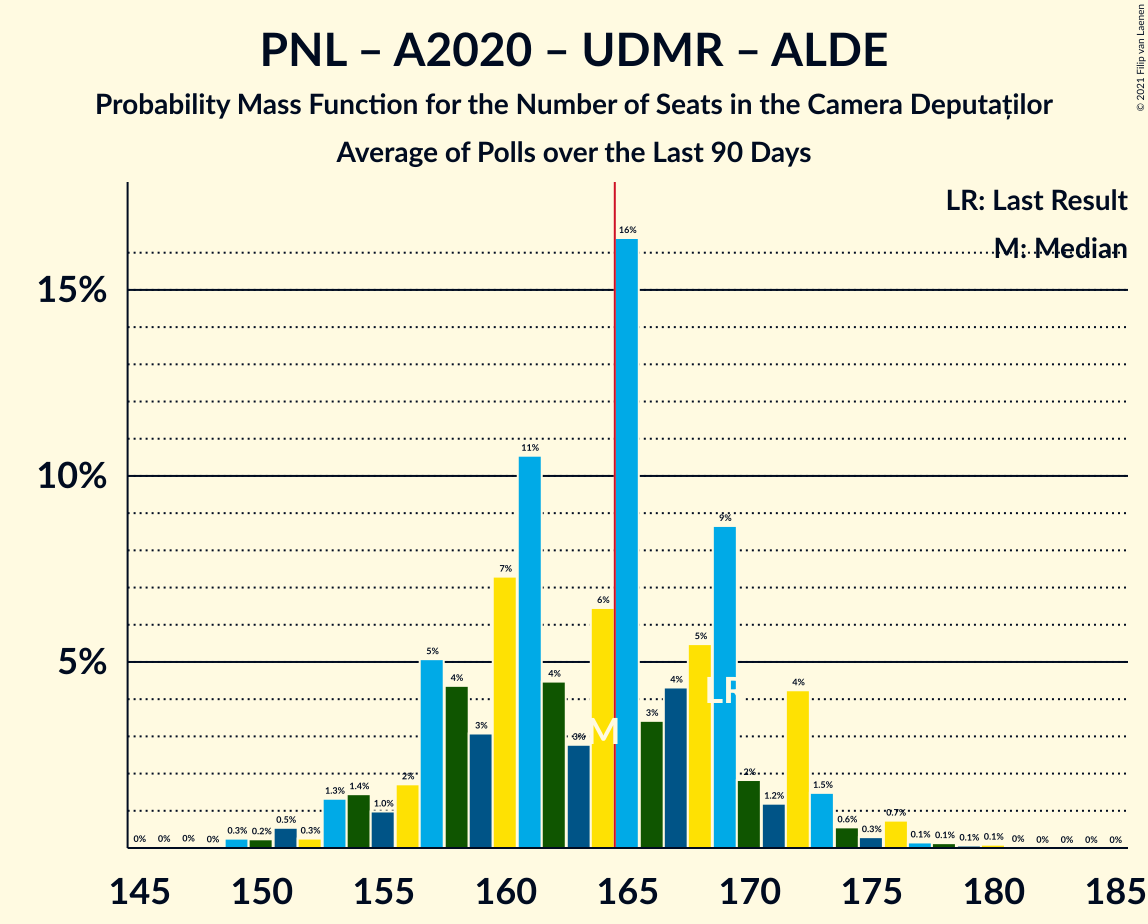 PNL – A2020 – UDMR – ALDE
Probability Mass Function for the Number of Seats in the Camera Deputaților
Average of Polls over the Last 90 Days
© 2021 Filip van Laenen
LR: Last Result
M: Median
15%
10%
5%
0% 0% 0% 0% 0.3% 0.2% 0.5% 0.3% 1.3% 1.4% 1.0% 2% 5% 4% 3% 7% 11% 4% 3% 6% 16% 3% 4% 5% 9% 2% 1.2% 4% 1.5% 0.6% 0.3% 0.7% 0.1% 0.1% 0.1% 0.1% 0% 0% 0% 0% 0%
M
LR
145 150 155 160 165 170 175 180 185